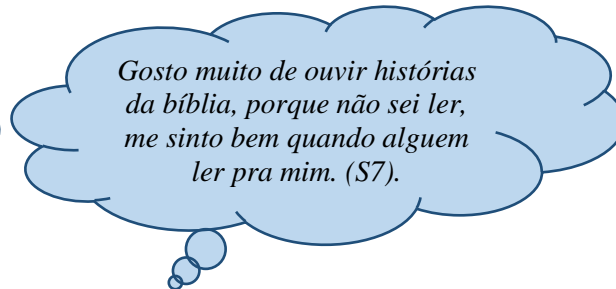 Gosto muito de ouvir histórias
da bíblia, porque não sei ler,
me sinto bem quando alguem
ler pra mim. (S7).